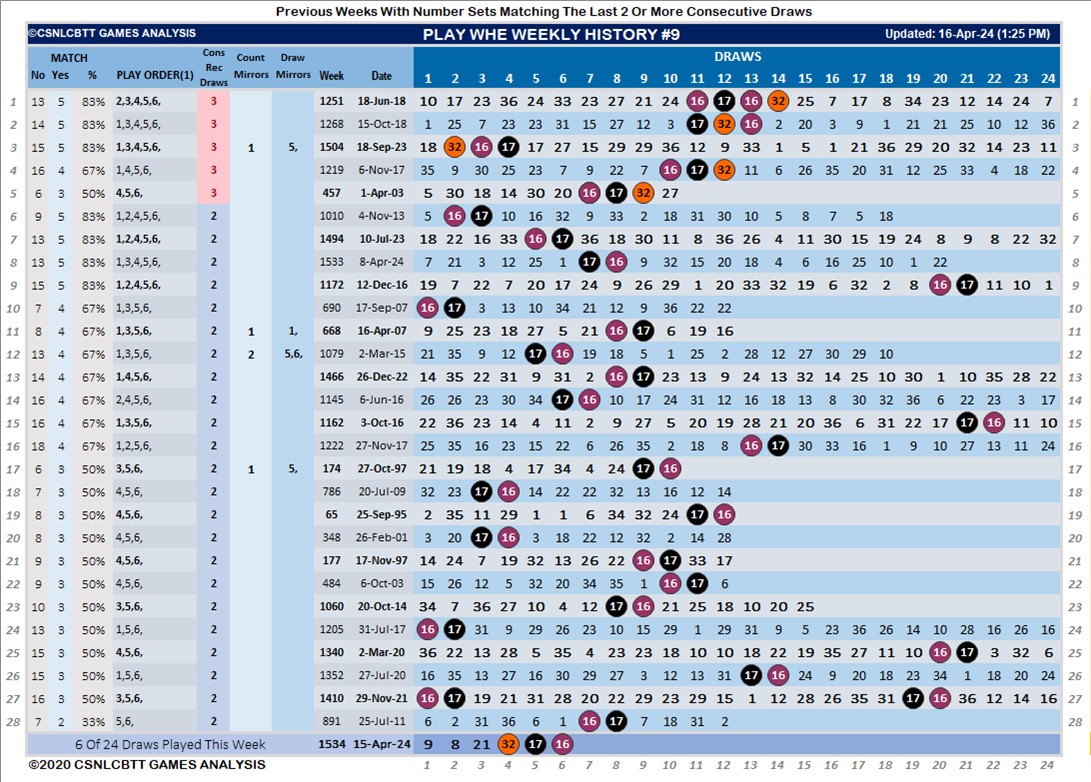 Previous Weeks With Number Sets Matching The Last 2 Or More Consecutive Draws
©CSNLCBTT GAMES ANALYSIS PLAY WHE WEEKLY HISTORY #9 Updated: 16-Apr-24 (1:25 PM)
MATCH Cons Rec Draws Count Mirrors Draw Mirrors DRAWS
No Yes % PLAY ORDER(1) Week Date 1 2 3 4 5 6 7 8 9 10 11 12 13 14 15 16 17 18 19 20 21 22 23 24
1 13 5 83% 2,3,4,5,6, 3 1251 18-Jun-18 10 17 23 36 24 33 23 27 21 24 16 17 16 32 25 7 17 8 34 23 12 14 24 7 1
2 14 5 83% 1,3,4,5,6, 3 1268 15-Oct-18 1 25 7 23 23 31 15 27 12 3 17 32 16 2 20 3 9 1 21 21 25 10 12 36 2
3 15 5 83% 1,3,4,5,6, 3 1 5, 1504 18-Sep-23 18 32 16 17 17 27 15 29 29 36 12 9 33 1 5 1 21 36 29 20 32 14 23 11 3
4 16 4 67% 1,4,5,6, 3 1219 6-Nov-17 35 9 30 25 23 7 9 22 7 16 17 32 11 6 26 35 20 31 12 25 33 4 18 22 4
5 6 3 50% 4,5,6, 3 457 1-Apr-03 5 30 18 14 30 20 16 17 32 27 5
6 9 5 83% 1,2,4,5,6, 2 1010 4-Nov-13 5 16 17 10 16 32 9 33 2 18 31 30 10 5 8 7 5 18 6
7 13 5 83% 1,2,4,5,6, 2 1494 10-Jul-23 18 22 16 33 16 17 36 18 30 11 8 36 26 4 11 30 15 19 24 8 9 8 22 32 7
8 13 5 83% 1,3,4,5,6, 2 1533 8-Apr-24 7 21 3 12 25 1 17 16 9 32 15 20 18 4 6 16 25 10 1 22 8
9 15 5 83% 1,2,4,5,6, 2 1172 12-Dec-16 19 7 22 7 20 17 24 9 26 29 1 20 33 32 19 6 32 2 8 16 17 11 10 1 9
10 7 4 67% 1,3,5,6, 2 690 17-Sep-07 16 17 3 13 10 34 21 12 9 36 22 22 10
11 8 4 67% 1,3,5,6, 2 1 1, 668 16-Apr-07 9 25 23 18 27 5 21 16 17 6 19 16 11
12 13 4 67% 1,3,5,6, 2 2 5,6, 1079 2-Mar-15 21 35 9 12 17 16 19 18 5 1 25 2 28 12 27 30 29 10 12
13 14 4 67% 1,4,5,6, 2 1466 26-Dec-22 14 35 22 31 9 31 2 16 17 23 13 9 24 13 32 14 25 10 30 1 10 35 28 22 13
14 16 4 67% 2,4,5,6, 2 1145 6-Jun-16 26 26 23 30 34 17 16 10 17 24 31 12 16 18 13 8 30 32 36 6 22 23 3 17 14
15 16 4 67% 1,3,5,6, 2 1162 3-Oct-16 22 36 23 14 4 11 2 9 27 5 20 19 28 21 20 36 6 31 22 17 17 16 11 10 15
16 18 4 67% 1,2,5,6, 2 1222 27-Nov-17 25 35 16 23 15 22 6 26 35 2 18 8 16 17 30 33 16 1 9 10 27 13 11 24 16
17 6 3 50% 3,5,6, 2 1 5, 174 27-Oct-97 21 19 18 4 17 34 4 24 17 16 17
18 7 3 50% 4,5,6, 2 786 20-Jul-09 32 23 17 16 14 22 22 32 13 16 12 14 18
19 8 3 50% 4,5,6, 2 65 25-Sep-95 2 35 11 29 1 1 6 34 32 24 17 16 19
20 8 3 50% 4,5,6, 2 348 26-Feb-01 3 20 17 16 3 18 22 12 32 2 14 28 20
21 9 3 50% 4,5,6, 2 177 17-Nov-97 14 24 7 19 32 13 26 22 16 17 33 17 21
22 9 3 50% 4,5,6, 2 484 6-Oct-03 15 26 12 5 32 20 34 35 1 16 17 6 22
23 10 3 50% 3,5,6, 2 1060 20-Oct-14 34 7 36 27 10 4 12 17 16 21 25 18 10 20 15 23
24 13 3 50% 1,5,6, 2 1205 31-Jul-17 16 17 31 9 29 26 23 10 15 29 1 29 31 9 5 23 36 26 14 10 28 16 26 16 24
25 15 3 50% 4,5,6, 2 1340 2-Mar-20 36 22 13 28 5 35 4 23 23 18 10 10 18 22 19 35 27 11 10 16 17 3 32 6 25
26 15 3 50% 1,5,6, 2 1352 27-Jul-20 16 35 13 27 16 30 29 27 3 12 13 31 17 16 24 9 20 18 23 34 1 18 20 24 26
27 16 3 50% 3,5,6, 2 1410 29-Nov-21 16 17 19 21 31 28 20 22 29 23 29 15 1 12 28 26 35 31 17 16 36 12 14 16 27
28 7 2 33% 5,6, 2 891 25-Jul-11 6 2 31 36 6 1 16 17 7 18 31 2 28
6 Of 24 Draws Played This Week 1534 15-Apr-24 9 8 21 32 17 16
©2020 CSNLCBTT GAMES ANALYSIS 1 2 3 4 5 6 7 8 9 10 11 12 13 14 15 16 17 18 19 20 21 22 23 24